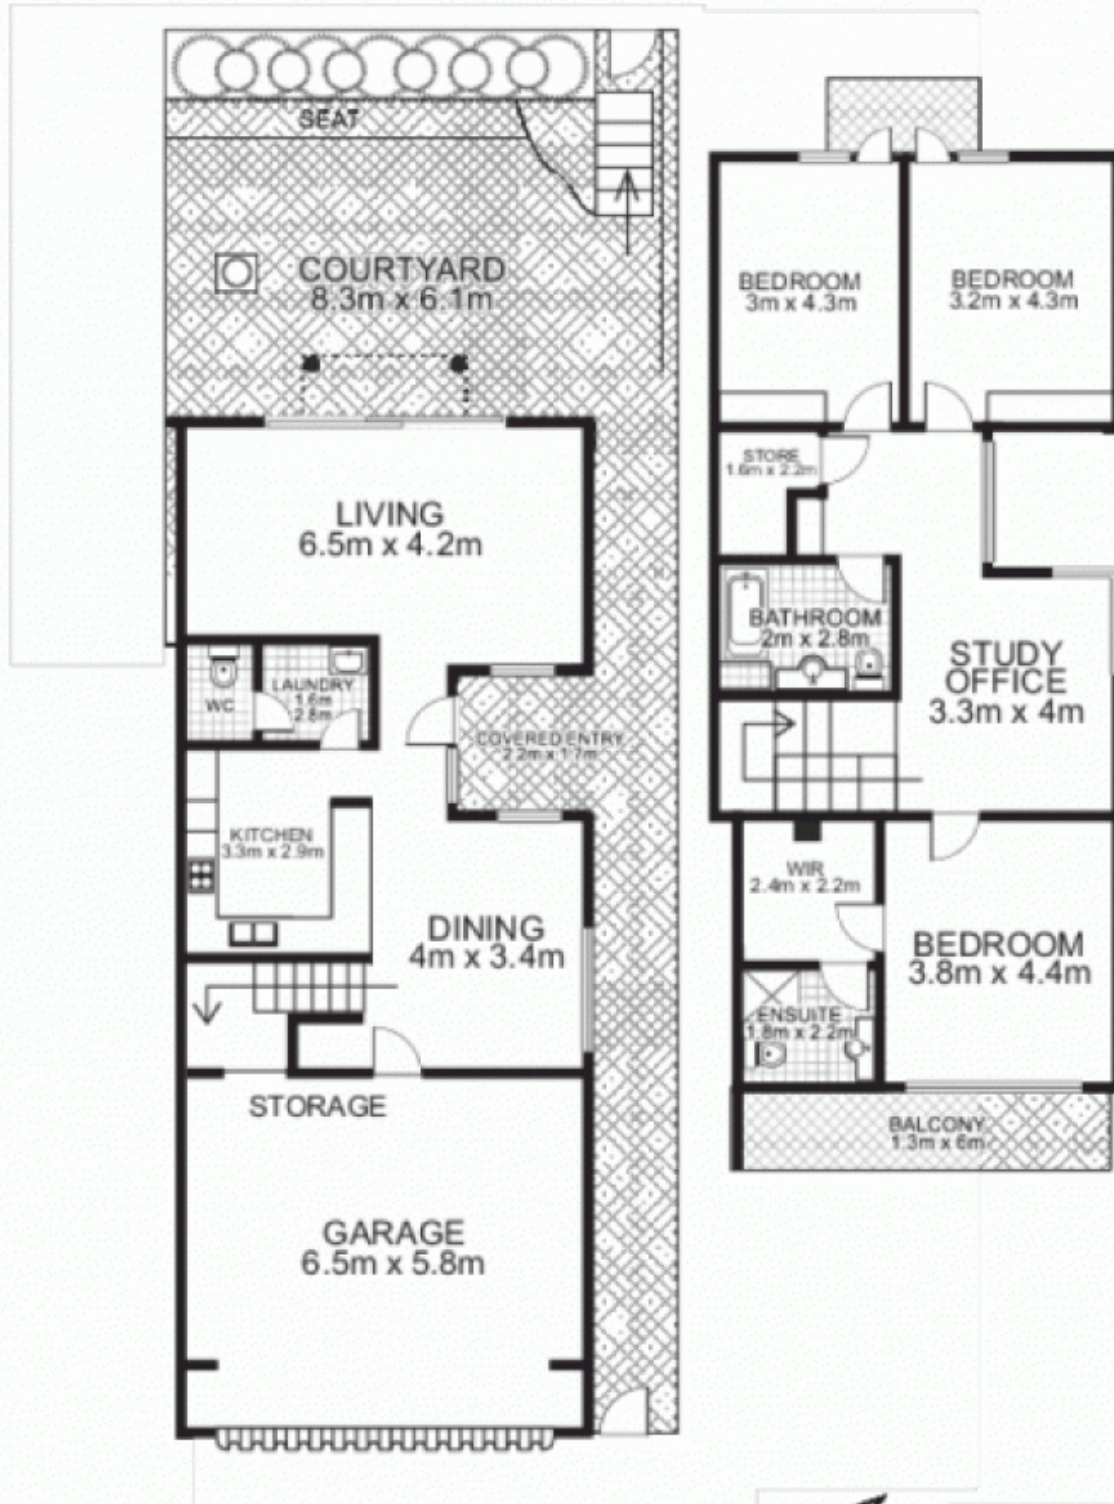 SEAT
COURTYARD
8.3m x 6.1m
LIVING
6.5m x 4.2m
WC
LAUNDRY
1.6m
2.8m
COVERED ENTRY
2.2m x 1.7m
KITCHEN
3.3m x 2.9m
DINING
4m x 3.4m
STORAGE
GARAGE
6.5m x 5.8m
BEDROOM
3m x 4.3m
BEDROOM
3.2m x 4.3m
STORE
1.6m x 2.2m
BATHROOM
2m x 2.8m
STUDY
OFFICE
3.3m x 4m
WIR
2.4m x 2.2m
BEDROOM
3.8m x 4.4m
ENSUITE
1.8m x 2.2m
BALCONY
1.3m x 6m